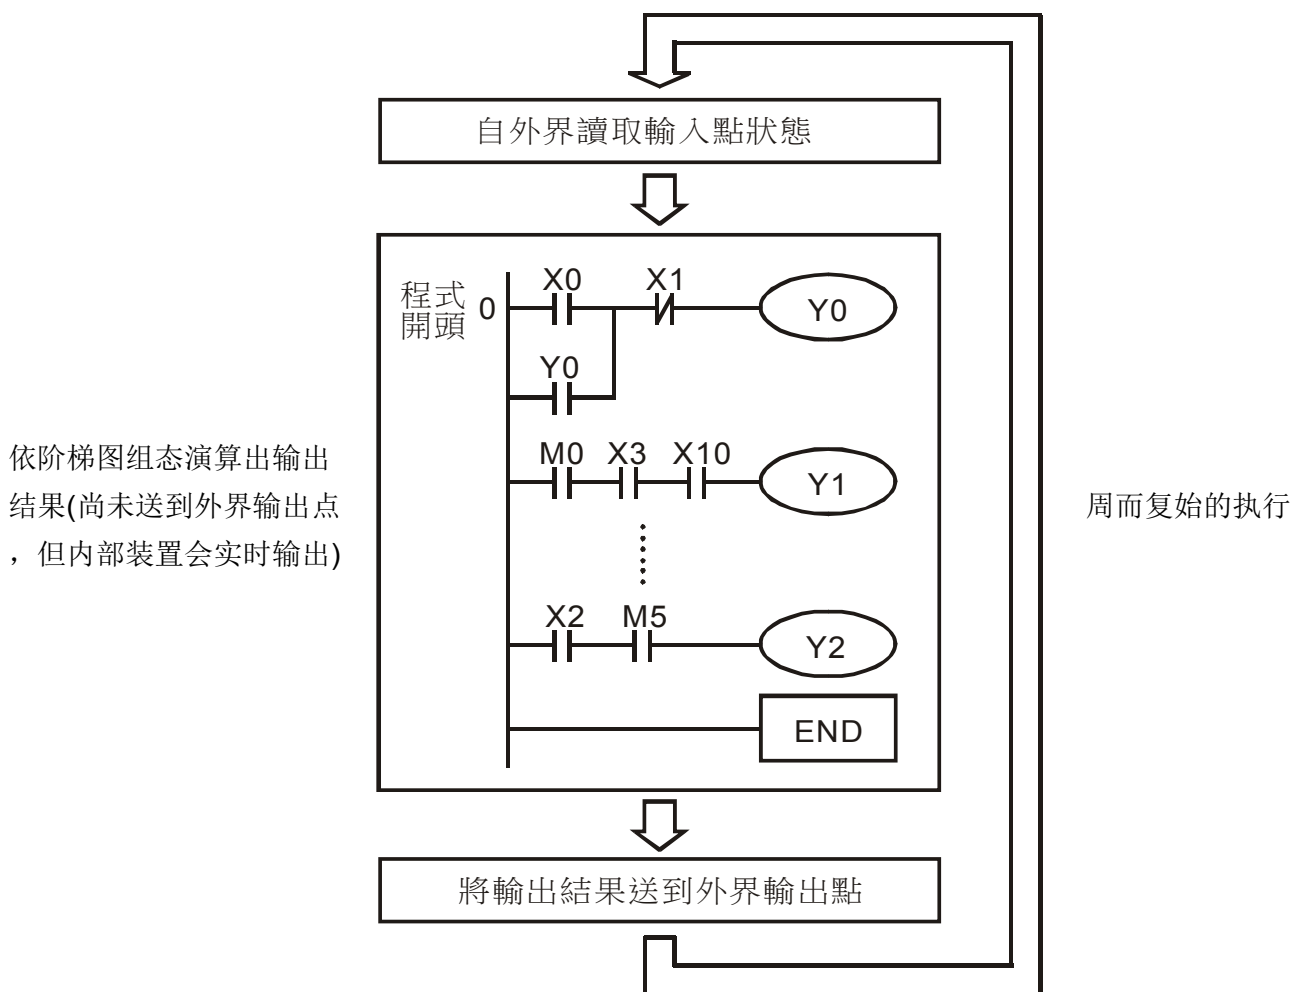 自外界讀取輸入點狀態
程式
開頭
0
X0
X1
Y0
Y0
M0
X3
X10
Y1
X2
M5
Y2
END
依阶梯图组态演算出输出
结果(尚未送到外界输出点
，但内部装置会实时输出)
周而复始的执行
將輸出結果送到外界輸出點